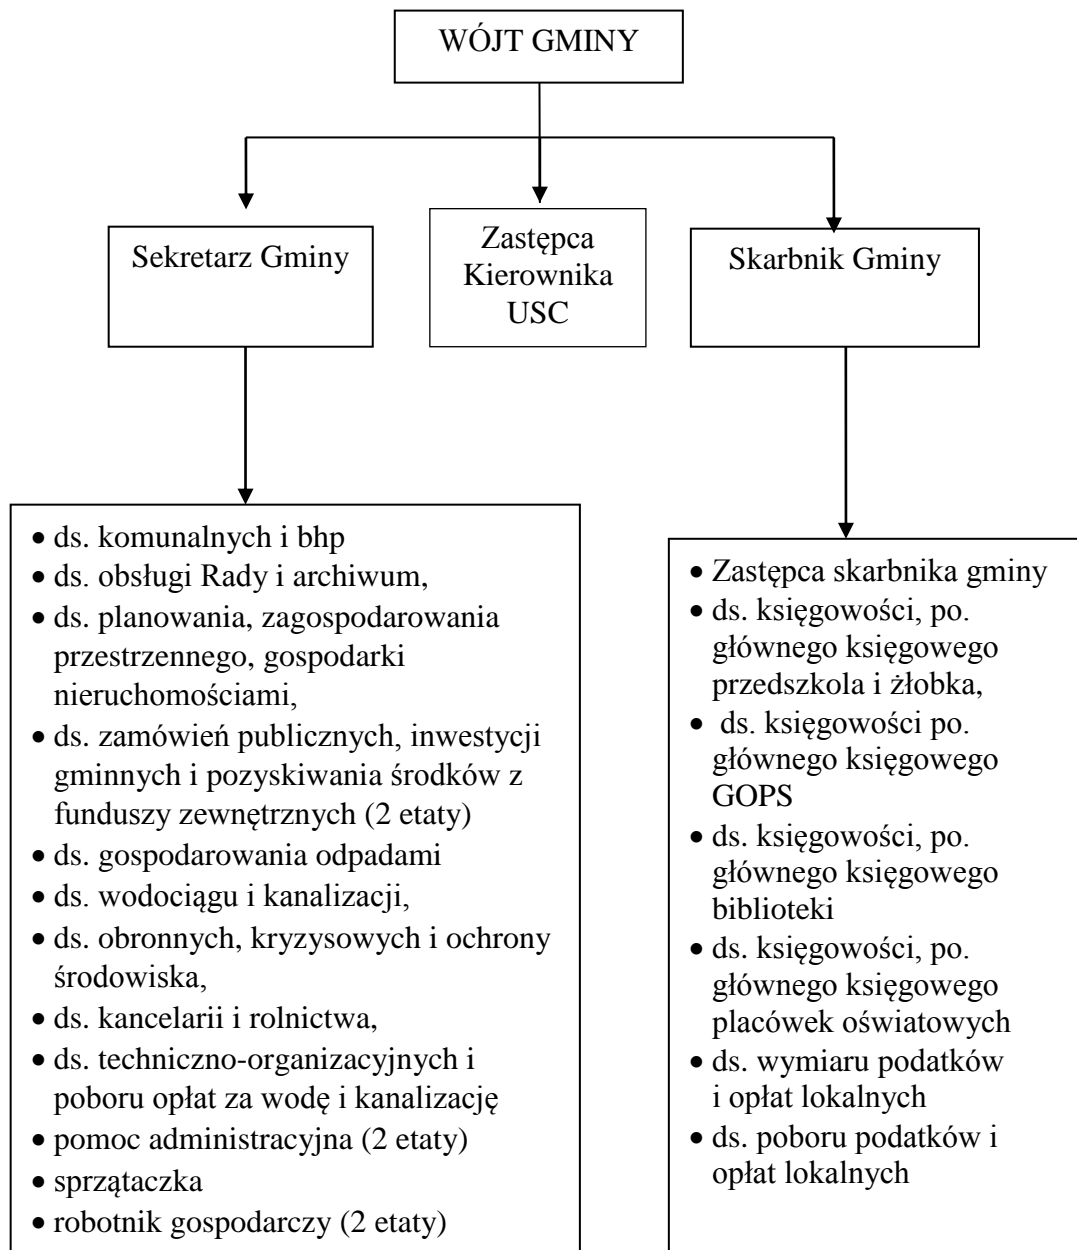 WÓJT GMINY
Sekretarz Gminy
Zastępca
Kierownika
USC
Skarbnik Gminy
• ds. komunalnych i bhp
• ds. obsługi Rady i archiwum,
• ds. planowania, zagospodarowania
przestrzennego, gospodarki
nieruchomościami,
• ds. zamówień publicznych, inwestycji
gminnych i pozyskiwania środków z
funduszy zewnętrznych (2 etaty)
• ds. gospodarowania odpadami
• ds. wodociągu i kanalizacji,
• ds. obronnych, kryzysowych i ochrony
środowiska,
• ds. kancelarii i rolnictwa,
• ds. techniczno-organizacyjnych i
poboru opłat za wodę i kanalizację
• pomoc administracyjna (2 etaty)
• sprzątaczka
• robotnik gospodarczy (2 etaty)
• Zastępca skarbnika gminy
• ds. księgowości, po.
głównego księgowego
przedszkola i żłobka,
• ds. księgowości po.
głównego księgowego
GOPS
• ds. księgowości, po.
głównego księgowego
biblioteki
• ds. księgowości, po.
głównego księgowego
placówek oświatowych
• ds. wymiaru podatków
i opłat lokalnych
• ds. poboru podatków i
opłat lokalnych